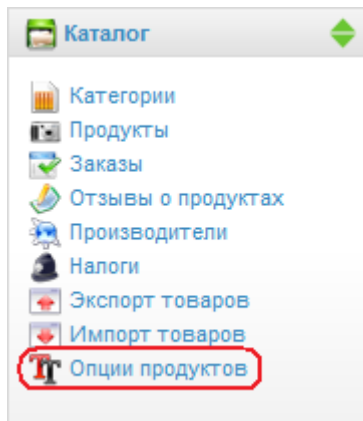 Каталог
Категории
Продукты
Заказы
Отзывы о продуктах
Производители
Налоги
Экспорт товаров
Импорт товаров
Опции продуктов